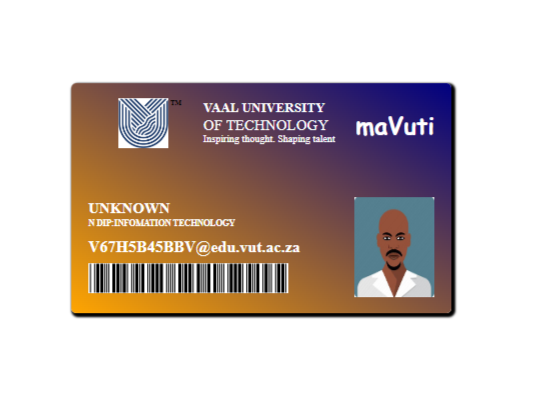 TM
VAAL UNIVERSITY
OF TECHNOLOGY
Inspiring thought. Shaping talent
maVuti
UNKNOWN
N DIP:INFOMATION TECHNOLOGY
V67H5B45BBV@edu.vut.ac.za